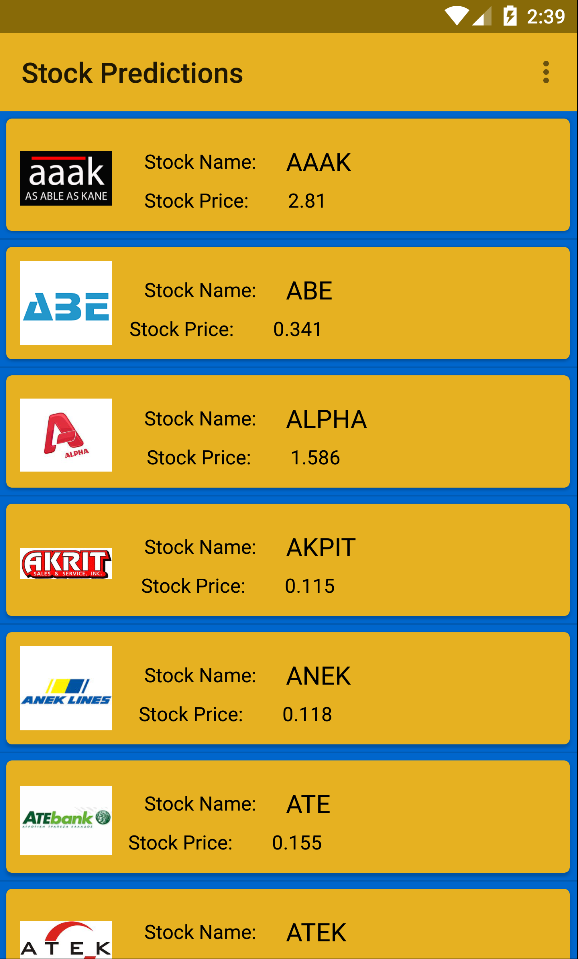 2:39
Stock Predictions
aaak
AS ABLE AS KANE
Stock Name: AAAK
Stock Price: 2.81
ABE
Stock Name: ABE
Stock Price: 0.341
ALPHA
Stock Name: ALPHA
Stock Price: 1.586
AKRIT
SALES & SERVICE, INC.
Stock Name: AKPIT
Stock Price: 0.115
ANEK LINES
Stock Name: ANEK
Stock Price: 0.118
ATEbank
Stock Name: ATE
Stock Price: 0.155
ATEK
Stock Name: ATEK